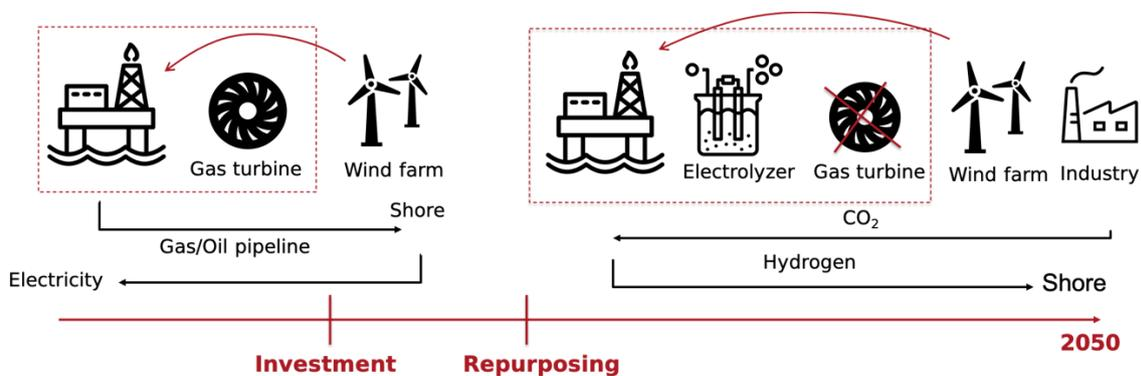 Gas turbine
Wind farm
Shore
Gas/Oil pipeline
Electricity
Electrolyzer
Gas turbine
Wind farm
Industry
CO₂
Hydrogen
Shore
Investment
Repurposing
2050